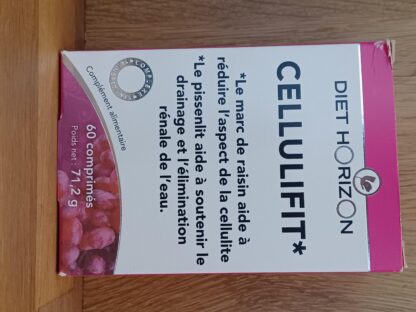 DIET HORIZON
CELLULIFIT*
*Le marc de raisin aide à
réduire l'aspect de la cellulite
*Le pissenlit aide à soutenir le
drainage et l'élimination
rénale de l'eau.
Complément alimentaire
60 comprimés
Poids net : 71,2 g